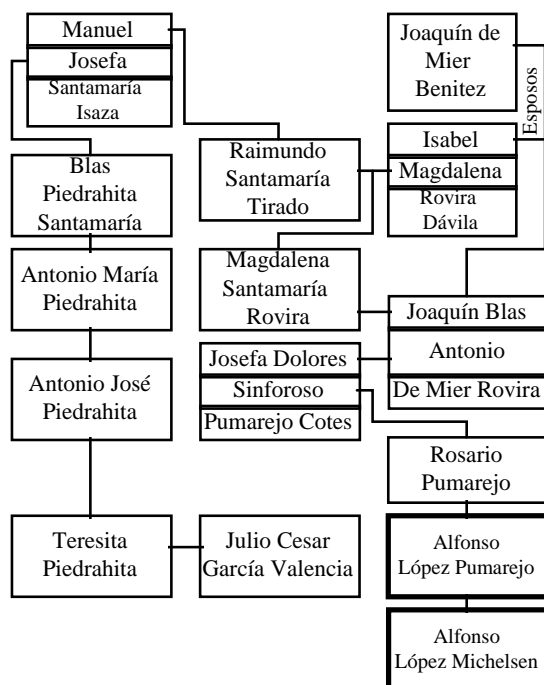 Manuel
Josefa
Santamaría
Isaza
Joaquín de
Mier
Benitez
Esposos
Isabel
Magdalena
Rovira
Dávila
Blas
Piedrahita
Santamaría
Raimundo
Santamaría
Tirado
Antonio María
Piedrahita
Magdalena
Santamaría
Rovira
Joaquín Blas
Antonio
De Mier Rovira
Josefa Dolores
Sinforoso
Pumarejo Cotes
Antonio José
Piedrahita
Rosario
Pumarejo
Teresita
Piedrahita
Julio Cesar
García Valencia
Alfonso
López Pumarejo
Alfonso
López Michelsen